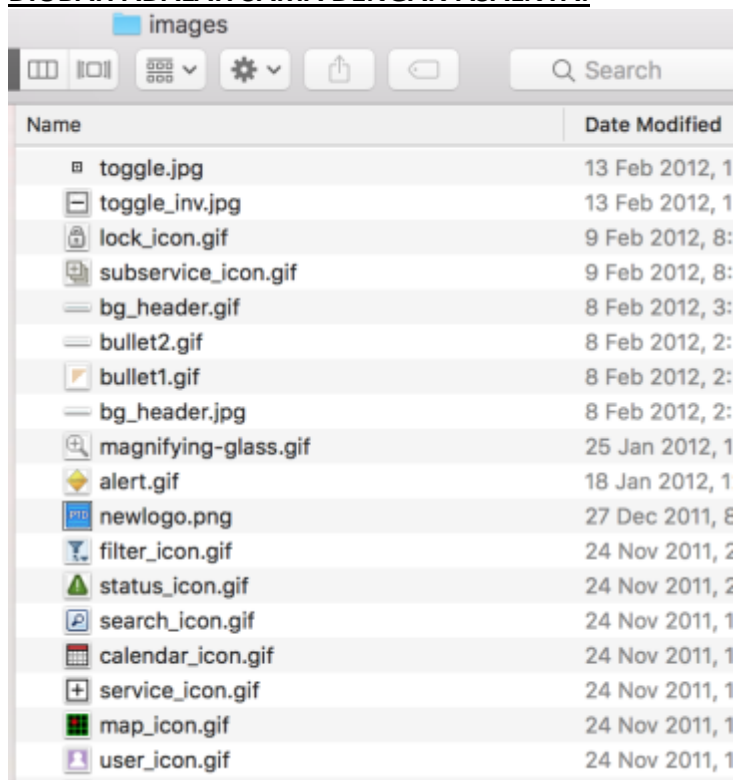 images
Search
Name Date Modified
toggle.jpg 13 Feb 2012, 1
toggle_inv.jpg 13 Feb 2012, 1
lock_icon.gif 9 Feb 2012, 8:
subservice_icon.gif 9 Feb 2012, 8:
bg_header.gif 8 Feb 2012, 3:
bullet2.gif 8 Feb 2012, 2:
bullet1.gif 8 Feb 2012, 2:
bg_header.jpg 8 Feb 2012, 2:
magnifying-glass.gif 25 Jan 2012, 1
alert.gif 18 Jan 2012, 1
newlogo.png 27 Dec 2011, 8
filter_icon.gif 24 Nov 2011, 2
status_icon.gif 24 Nov 2011, 2
search_icon.gif 24 Nov 2011, 1
calendar_icon.gif 24 Nov 2011, 1
service_icon.gif 24 Nov 2011, 1
map_icon.gif 24 Nov 2011, 1
user_icon.gif 24 Nov 2011, 1